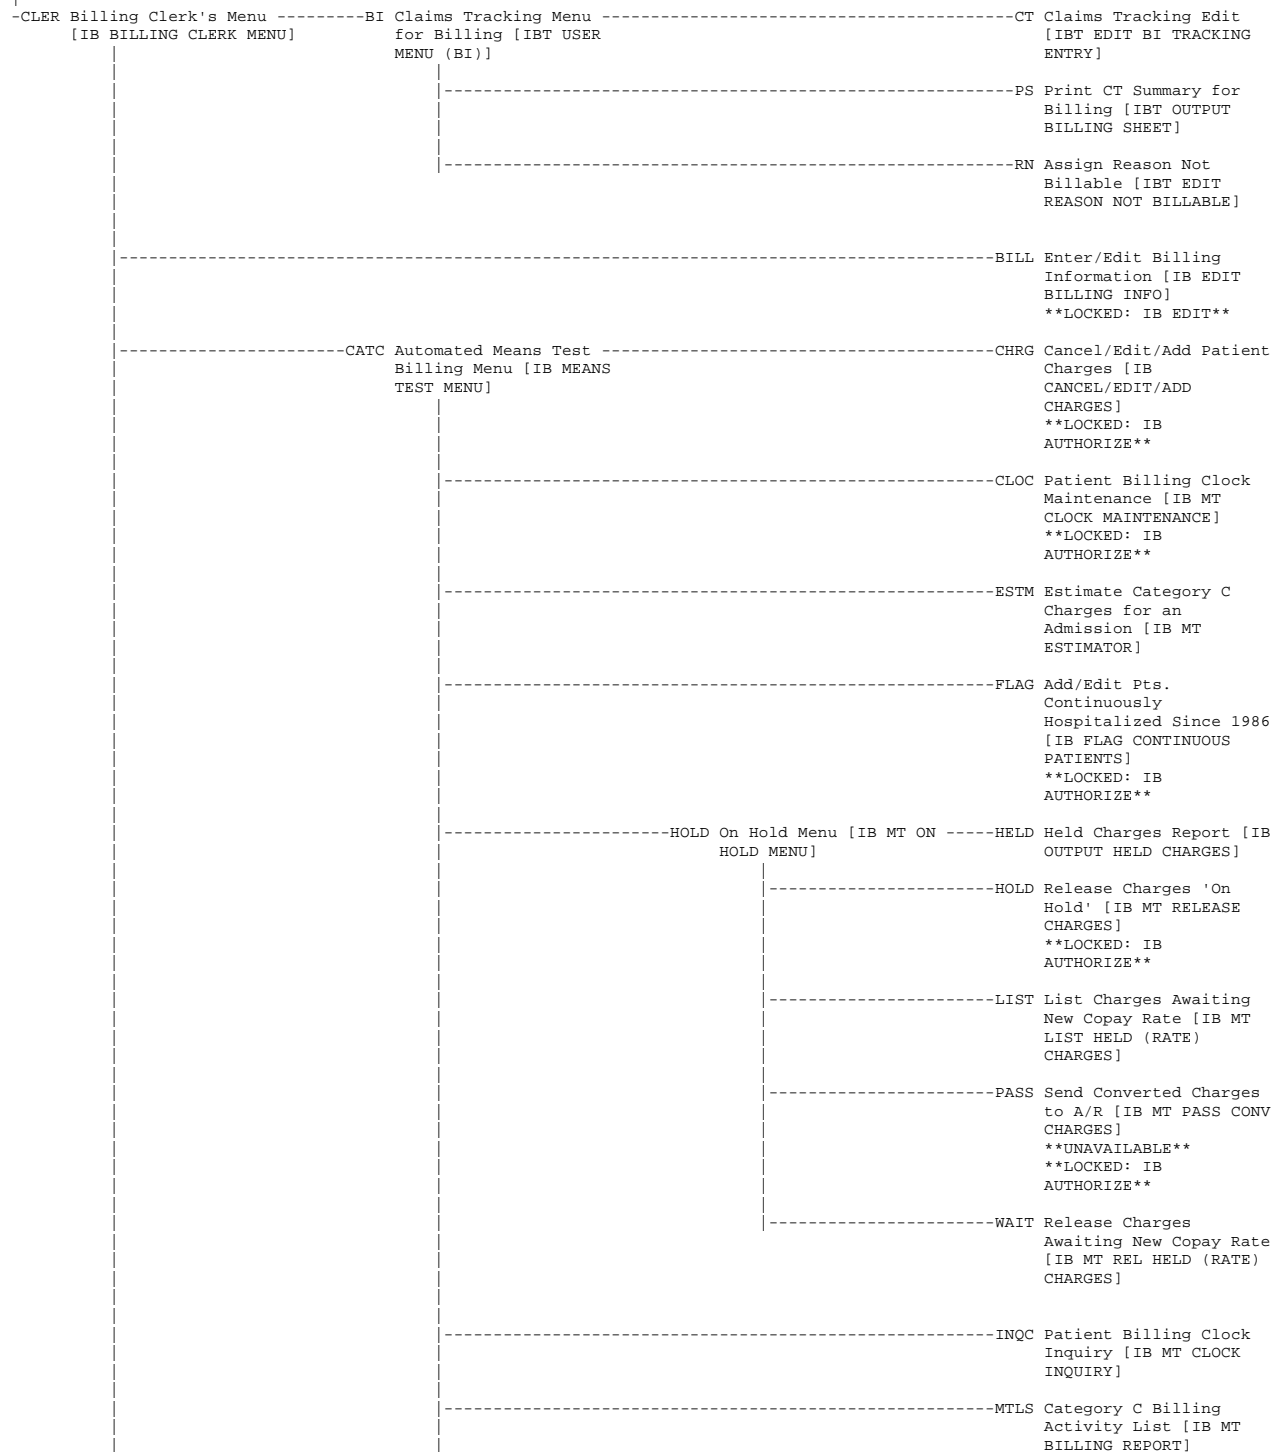 -CLER Billing Clerk's Menu ---------BI Claims Tracking Menu ------------------------------------------CT Claims Tracking Edit
[IB BILLING CLERK MENU] for Billing [IBT USER [IBT EDIT BI TRACKING
MENU (BI)] ENTRY]
|----------------------------------------------------------PS Print CT Summary for
Billing [IBT OUTPUT
BILLING SHEET]
|----------------------------------------------------------RN Assign Reason Not
Billable [IBT EDIT
REASON NOT BILLABLE]
|-----------------------------------------------------------------------------------------BILL Enter/Edit Billing
Information [IB EDIT
BILLING INFO]
**LOCKED: IB EDIT**
|-----------------------CATC Automated Means Test ----------------------------------------CHRG Cancel/Edit/Add Patient
Billing Menu [IB MEANS Charges [IB
TEST MENU] CANCEL/EDIT/ADD
CHARGES]
**LOCKED: IB
AUTHORIZE**
|--------------------------------------------------------CLOC Patient Billing Clock
Maintenance [IB MT
CLOCK MAINTENANCE]
**LOCKED: IB
AUTHORIZE**
|--------------------------------------------------------ESTM Estimate Category C
Charges for an
Admission [IB MT
ESTIMATOR]
|--------------------------------------------------------FLAG Add/Edit Pts.
Continuously
Hospitalized Since 1986
[IB FLAG CONTINUOUS
PATIENTS]
**LOCKED: IB
AUTHORIZE**
|-----------------------HOLD On Hold Menu [IB MT ON -----HELD Held Charges Report [IB
HOLD MENU] OUTPUT HELD CHARGES]
|-----------------------HOLD Release Charges 'On
Hold' [IB MT RELEASE
CHARGES]
**LOCKED: IB
AUTHORIZE**
|-----------------------LIST List Charges Awaiting
New Copay Rate [IB MT
LIST HELD (RATE)
CHARGES]
|-----------------------PASS Send Converted Charges
to A/R [IB MT PASS CONV
CHARGES]
**UNAVAILABLE**
**LOCKED: IB
AUTHORIZE**
|-----------------------WAIT Release Charges
Awaiting New Copay Rate
[IB MT REL HELD (RATE)
CHARGES]
|--------------------------------------------------------INQC Patient Billing Clock
Inquiry [IB MT CLOCK
INQUIRY]
|--------------------------------------------------------MTLS Category C Billing
Activity List [IB MT
BILLING REPORT]